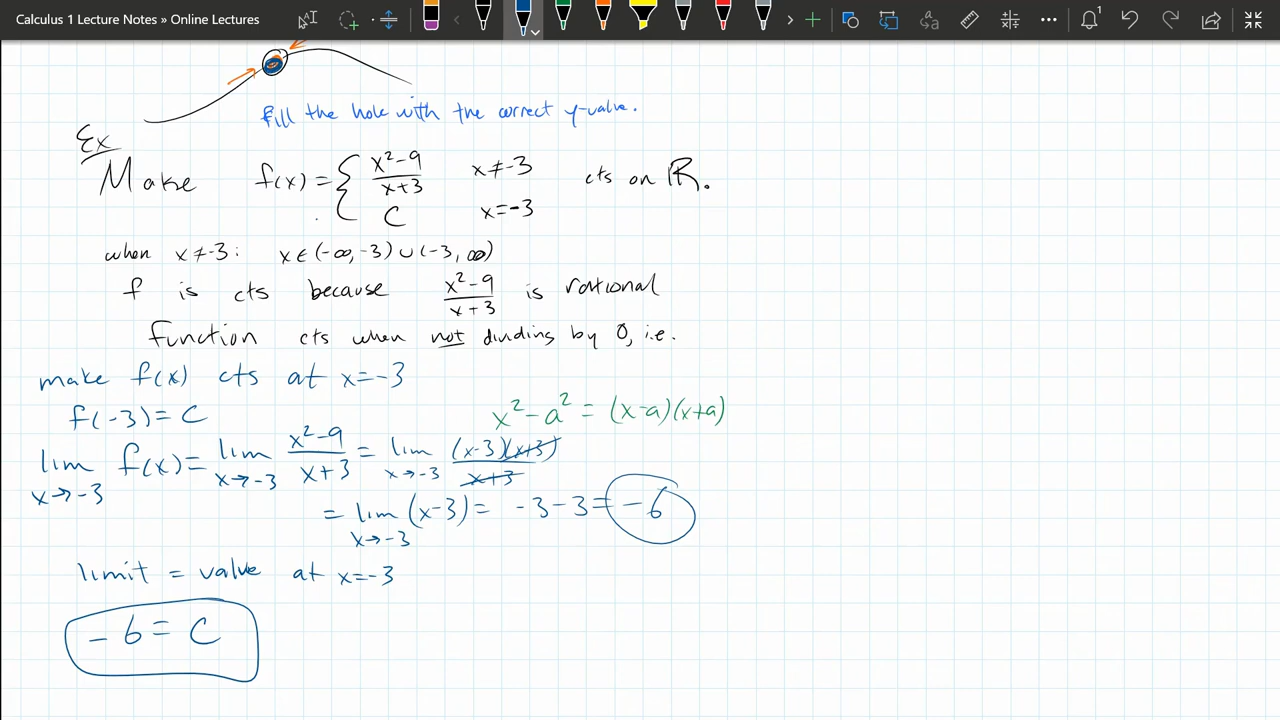 Calculus 1 Lecture Notes » Online Lectures
fill the hole with the correct y-value.
Ex
Make f(x) = { x²-9 / x+3 x≠-3 cts on ℝ.
C x=-3
when x≠-3: x∈(-∞,-3)∪(-3,∞)
f is cts because x²-9 / x+3 is rational
function cts when not dividing by 0, i.e.
make f(x) cts at x=-3
f(-3) = C
x²-a² = (x-a)(x+a)
lim x→-3 f(x) = lim x→-3 x²-9 / x+3 = lim x→-3 (x-3)(x+3) / x+3
= lim x→-3 (x-3) = -3-3 = -6
limit = value at x=-3
-6 = C